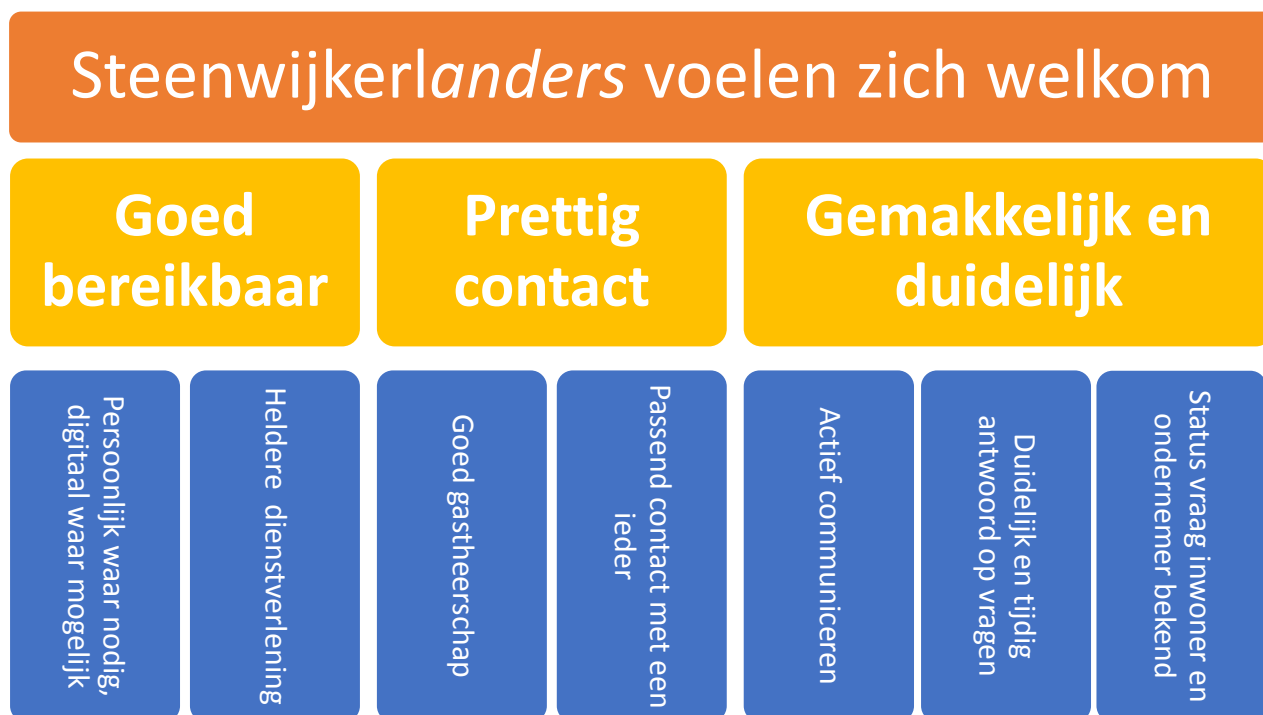 Steenwijkerlanders voelen zich welkom
Goed
bereikbaar
Prettig
contact
Gemakkelijk en
duidelijk
Persoonlijk waar nodig,
digitaal waar mogelijk
Heldere dienstverlening
Goed gastheerschap
Passend contact met een
ieder
Actief communiceren
Duidelijk en tijdig
antwoord op vragen
Status vraag inwoner en
ondernemer bekend